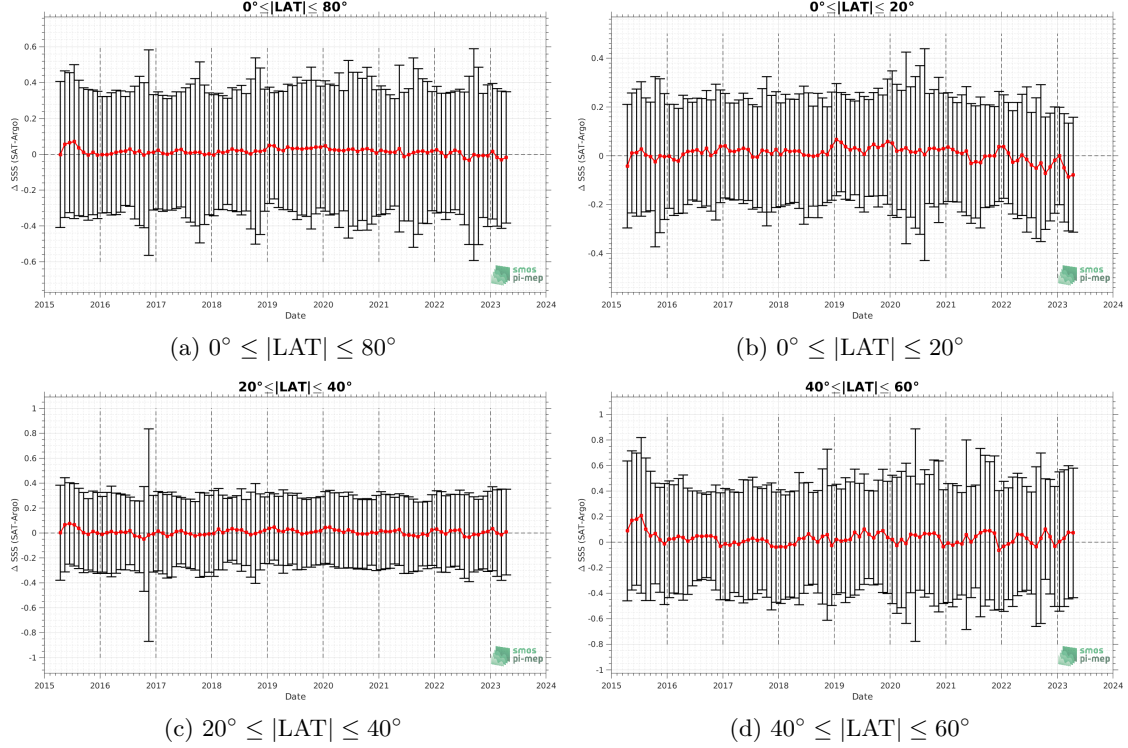 0°≤|LAT|≤ 80°
Δ SSS (SAT-Argo)
0.6
0.4
0.2
0
-0.2
-0.4
-0.6
2015 2016 2017 2018 2019 2020 2021 2022 2023 2024
Date
smos
pi-mep
(a) 0° ≤ |LAT| ≤ 80°
0°≤|LAT|≤ 20°
Δ SSS (SAT-Argo)
0.4
0.2
0
-0.2
-0.4
2015 2016 2017 2018 2019 2020 2021 2022 2023 2024
Date
smos
pi-mep
(b) 0° ≤ |LAT| ≤ 20°
20°≤|LAT|≤ 40°
Δ SSS (SAT-Argo)
1
0.8
0.6
0.4
0.2
0
-0.2
-0.4
-0.6
-0.8
-1
2015 2016 2017 2018 2019 2020 2021 2022 2023 2024
Date
smos
pi-mep
(c) 20° ≤ |LAT| ≤ 40°
40°≤|LAT|≤ 60°
Δ SSS (SAT-Argo)
1
0.8
0.6
0.4
0.2
0
-0.2
-0.4
-0.6
-0.8
-1
2015 2016 2017 2018 2019 2020 2021 2022 2023 2024
Date
smos
pi-mep
(d) 40° ≤ |LAT| ≤ 60°